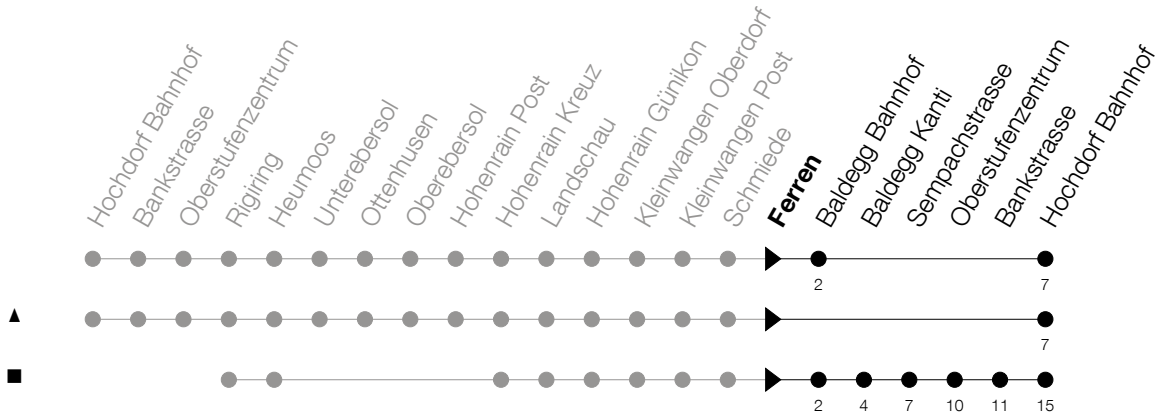 Hochdorf Bahnhof
Bankstrasse
Oberstufenzentrum
Rigiring
Heumoos
Unterebersol
Ottenhusen
Oberebersol
Hohenrain Post
Hohenrain Kreuz
Landschau
Hohenrain Günikon
Kleinwangen Oberdorf
Kleinwangen Post
Schmiede
Ferren
Baldegg Bahnhof
Baldegg Kanti
Sempachstrasse
Oberstufenzentrum
Bankstrasse
Hochdorf Bahnhof
2 7
7
2 4 7 10 11 15